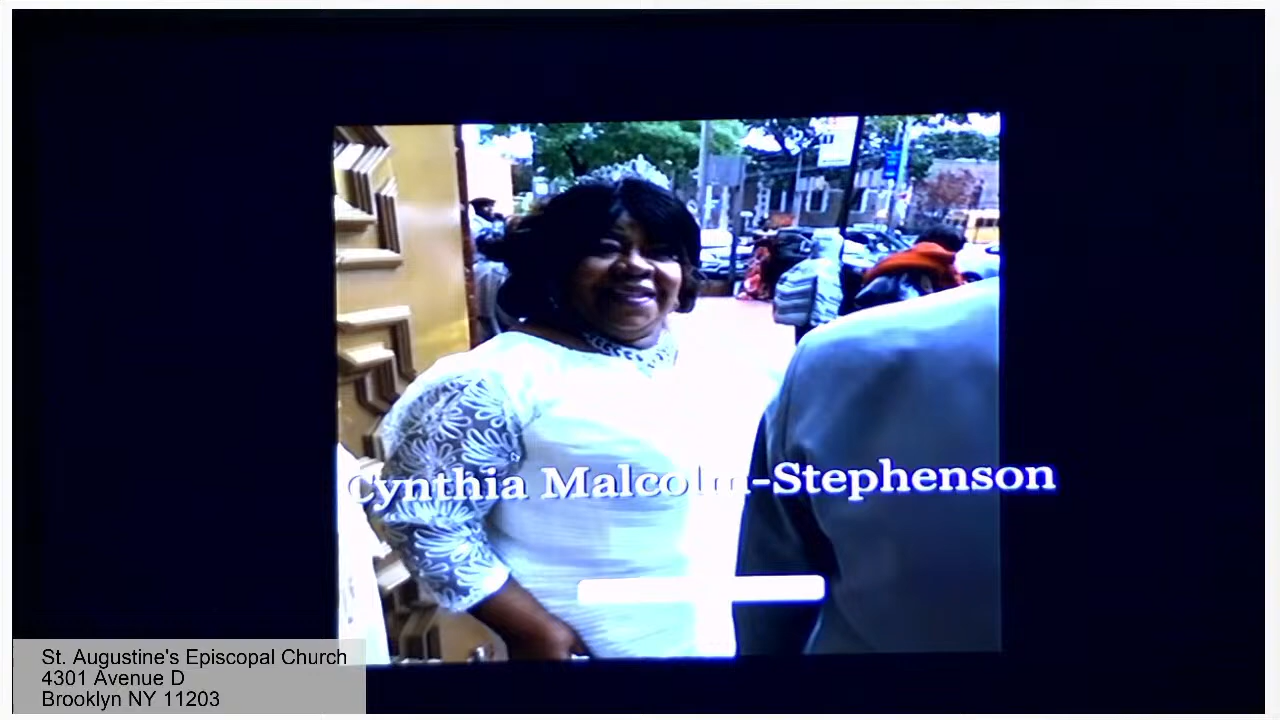 Cynthia Malcolm-Stephenson
St. Augustine's Episcopal Church
4301 Avenue D
Brooklyn NY 11203